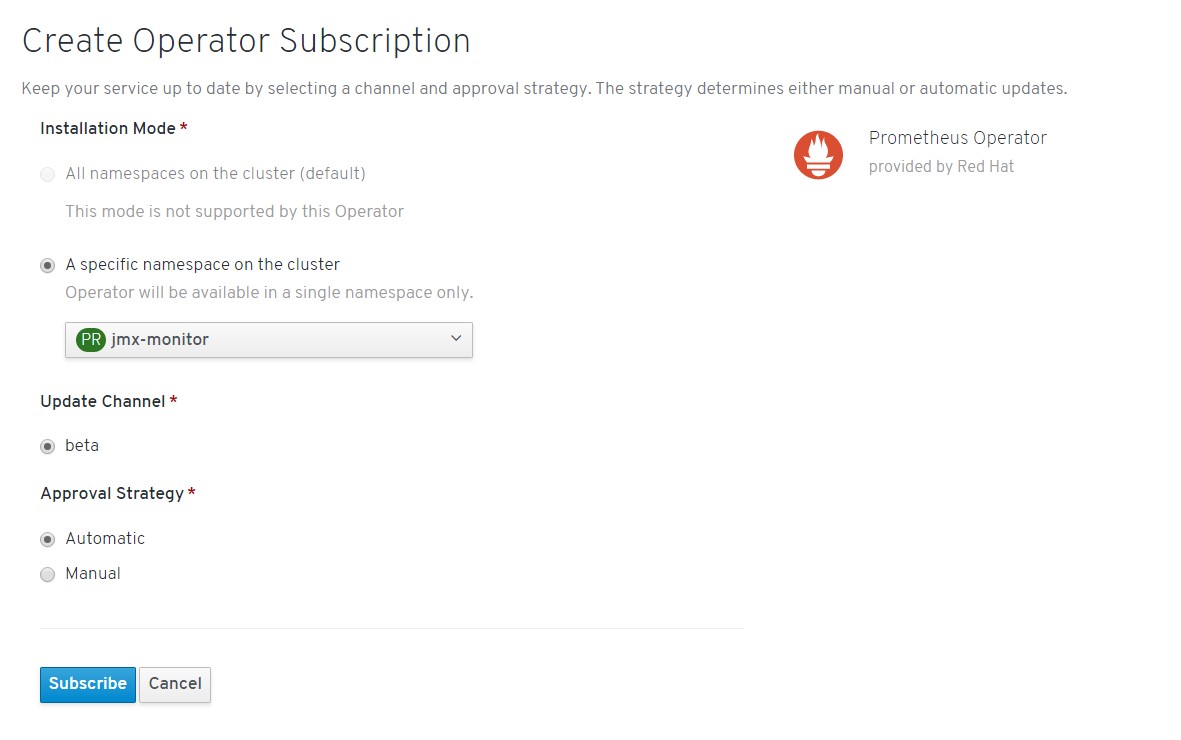 Create Operator Subscription
Keep your service up to date by selecting a channel and approval strategy. The strategy determines either manual or automatic updates.
Installation Mode *
All namespaces on the cluster (default)
This mode is not supported by this Operator
A specific namespace on the cluster
Operator will be available in a single namespace only.
PR jmx-monitor
Update Channel *
beta
Approval Strategy *
Automatic
Manual
Subscribe Cancel
Prometheus Operator
provided by Red Hat